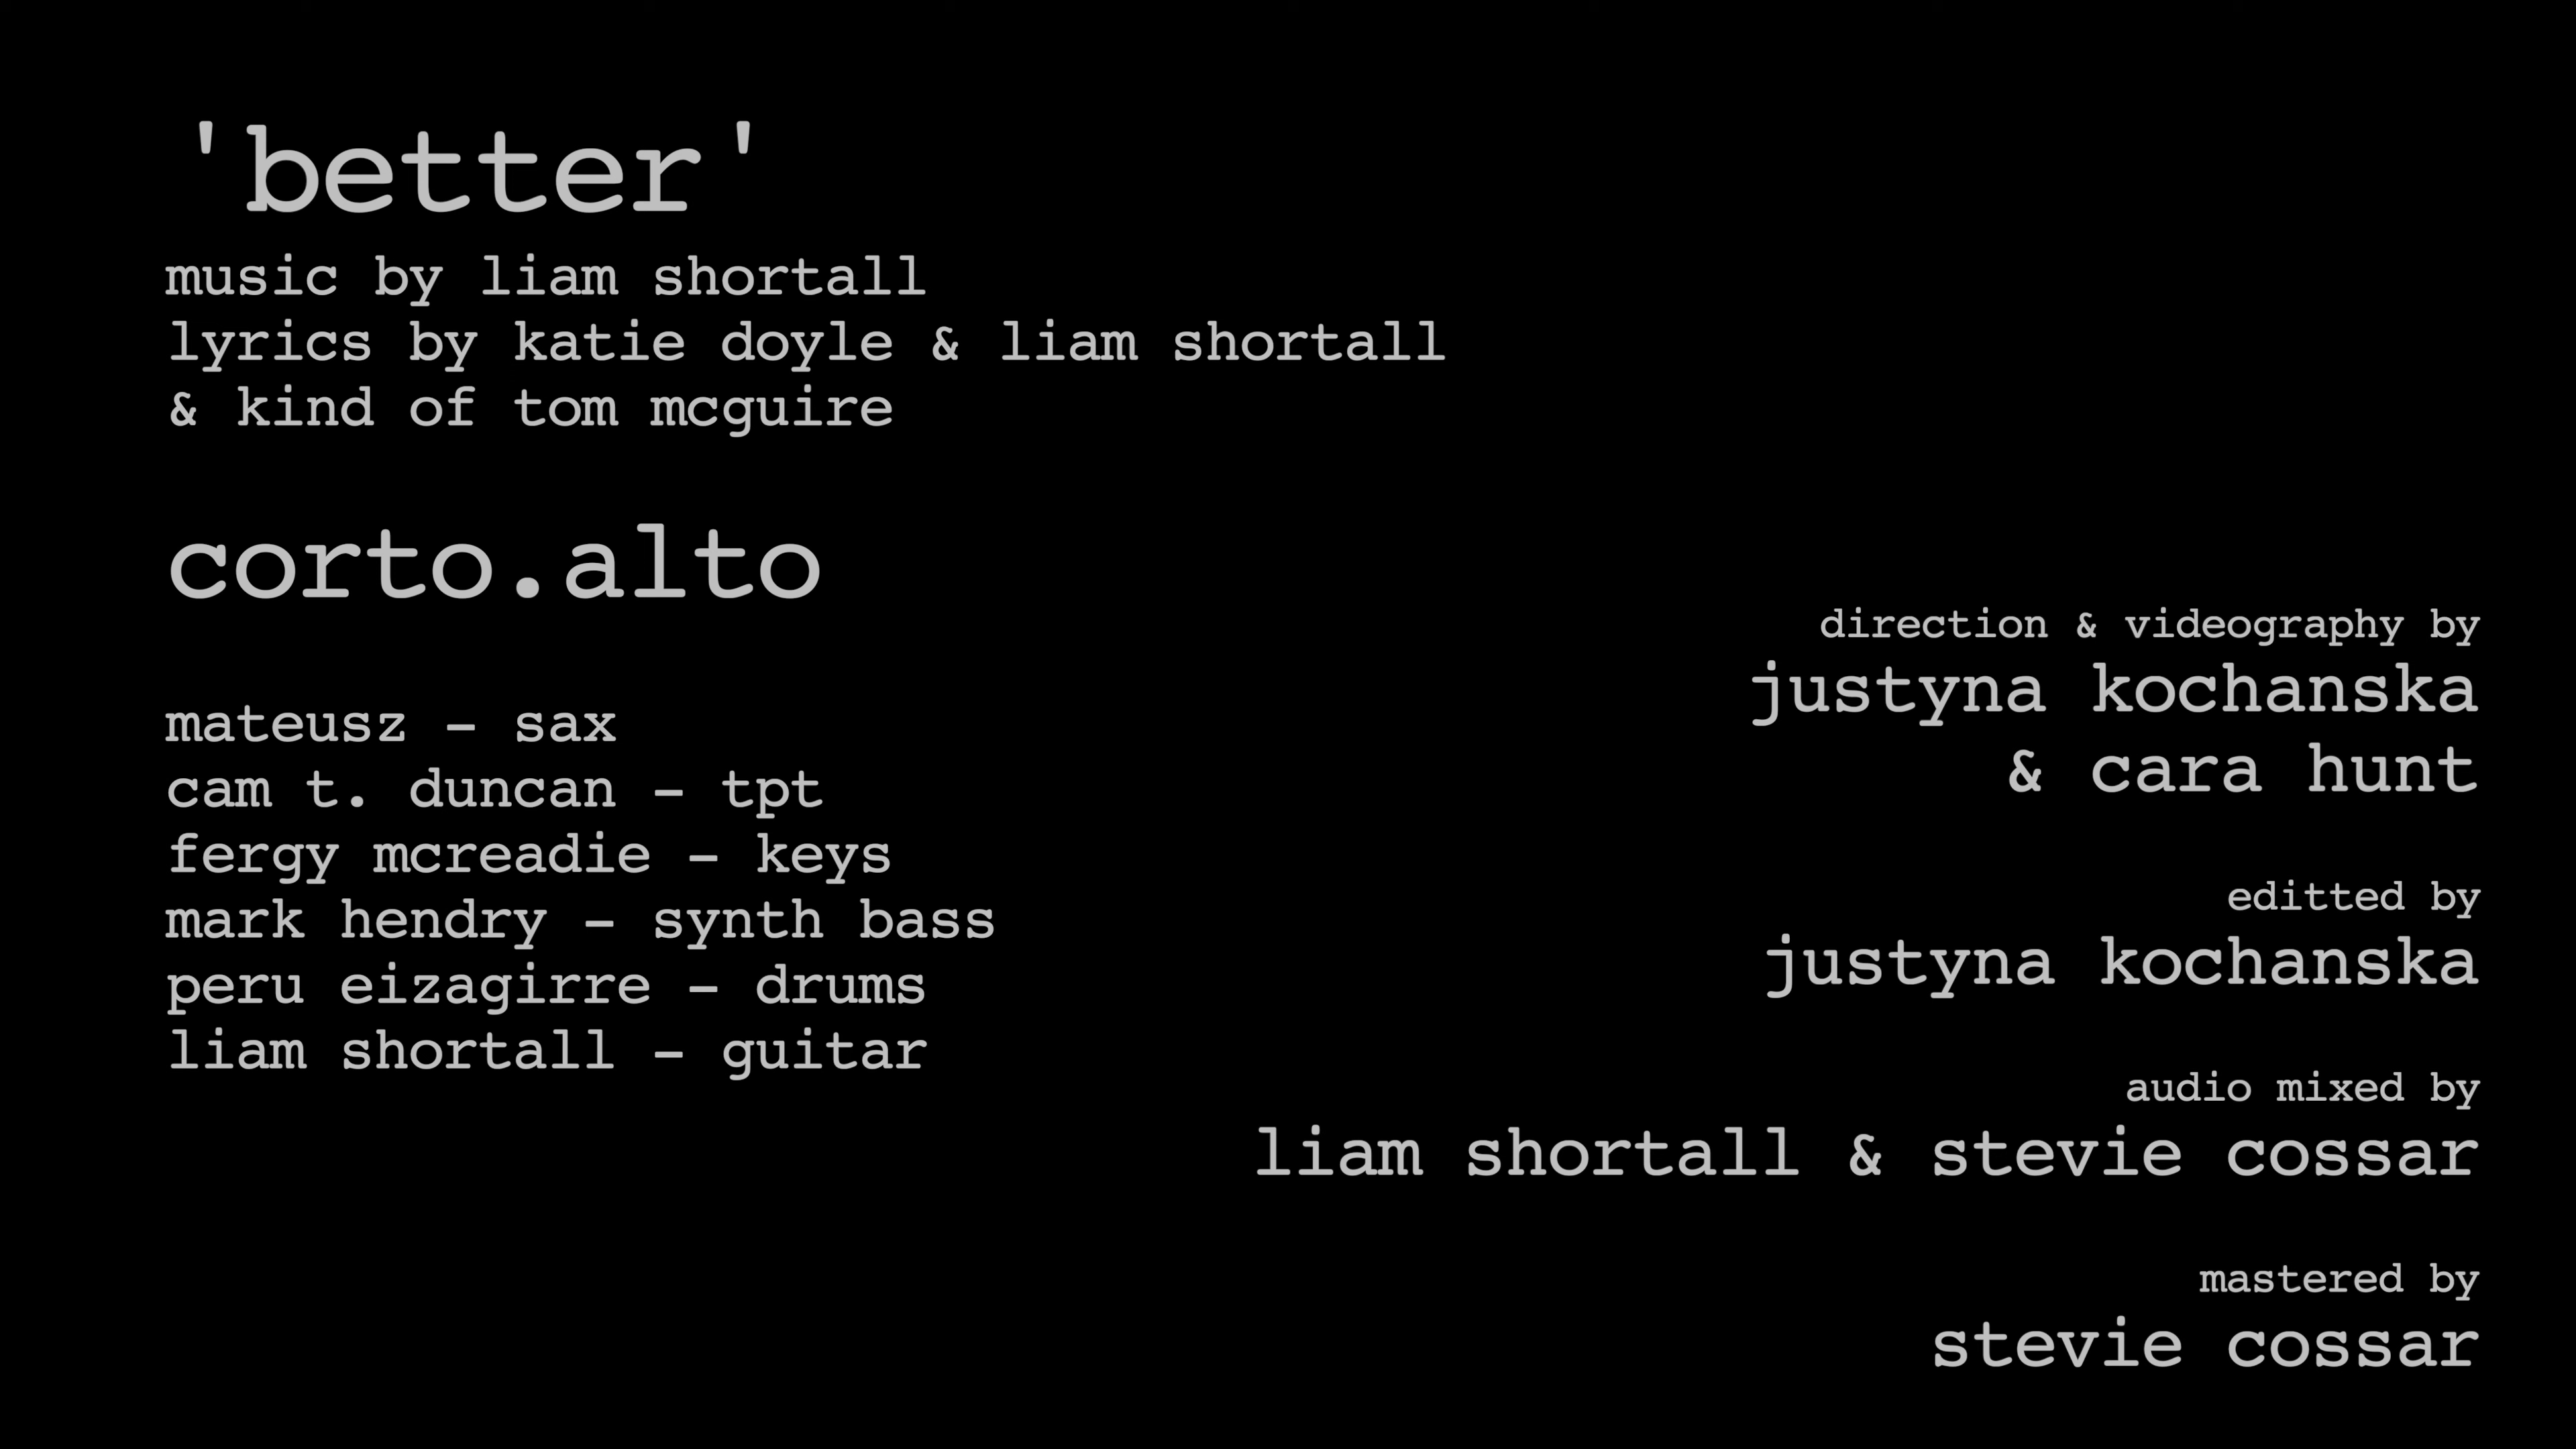 'better'
music by liam shortall
lyrics by katie doyle & liam shortall
& kind of tom mcguire
corto.alto
mateusz - sax
cam t. duncan - tpt
fergy mcreadie - keys
mark hendry - synth bass
peru eizagirre - drums
liam shortall - guitar
direction & videography by
justyna kochanska
& cara hunt
editted by
justyna kochanska
audio mixed by
liam shortall & stevie cossar
mastered by
stevie cossar